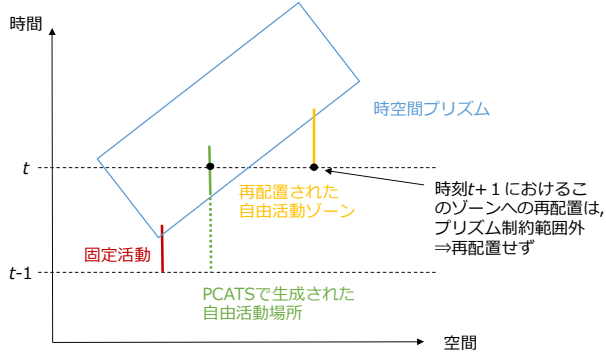 時間
時空間プリズム
t
再配置された
自由活動ゾーン
時刻t+1におけるこ
のゾーンへの再配置は,
プリズム制約範囲外
⇒再配置せず
固定活動
t-1
PCATSで生成された
自由活動場所
空間